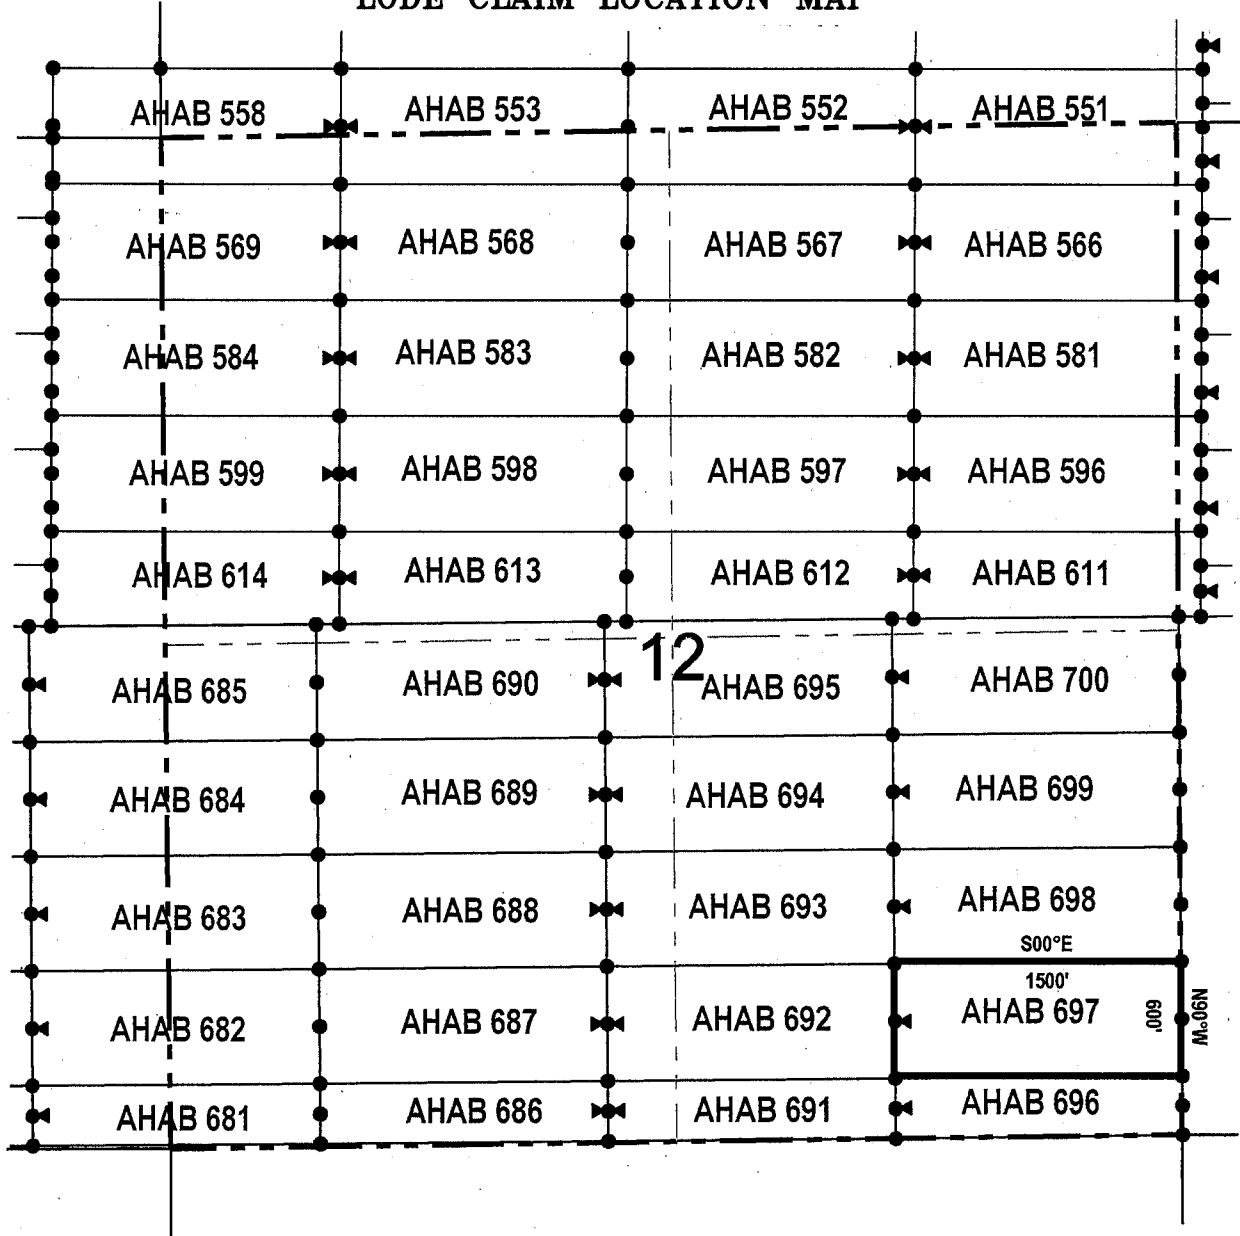 LODE CLAIM LOCATION MAP
AHAB 558 AHAB 553 AHAB 552 AHAB 551
AHAB 569 AHAB 568 AHAB 567 AHAB 566
AHAB 584 AHAB 583 AHAB 582 AHAB 581
AHAB 599 AHAB 598 AHAB 597 AHAB 596
AHAB 614 AHAB 613 AHAB 612 AHAB 611
12
AHAB 685 AHAB 690 AHAB 695 AHAB 700
AHAB 684 AHAB 689 AHAB 694 AHAB 699
AHAB 683 AHAB 688 AHAB 693 AHAB 698
S00°E
1500'
AHAB 682 AHAB 687 AHAB 692 AHAB 697
600'
N90°W
AHAB 681 AHAB 686 AHAB 691 AHAB 696